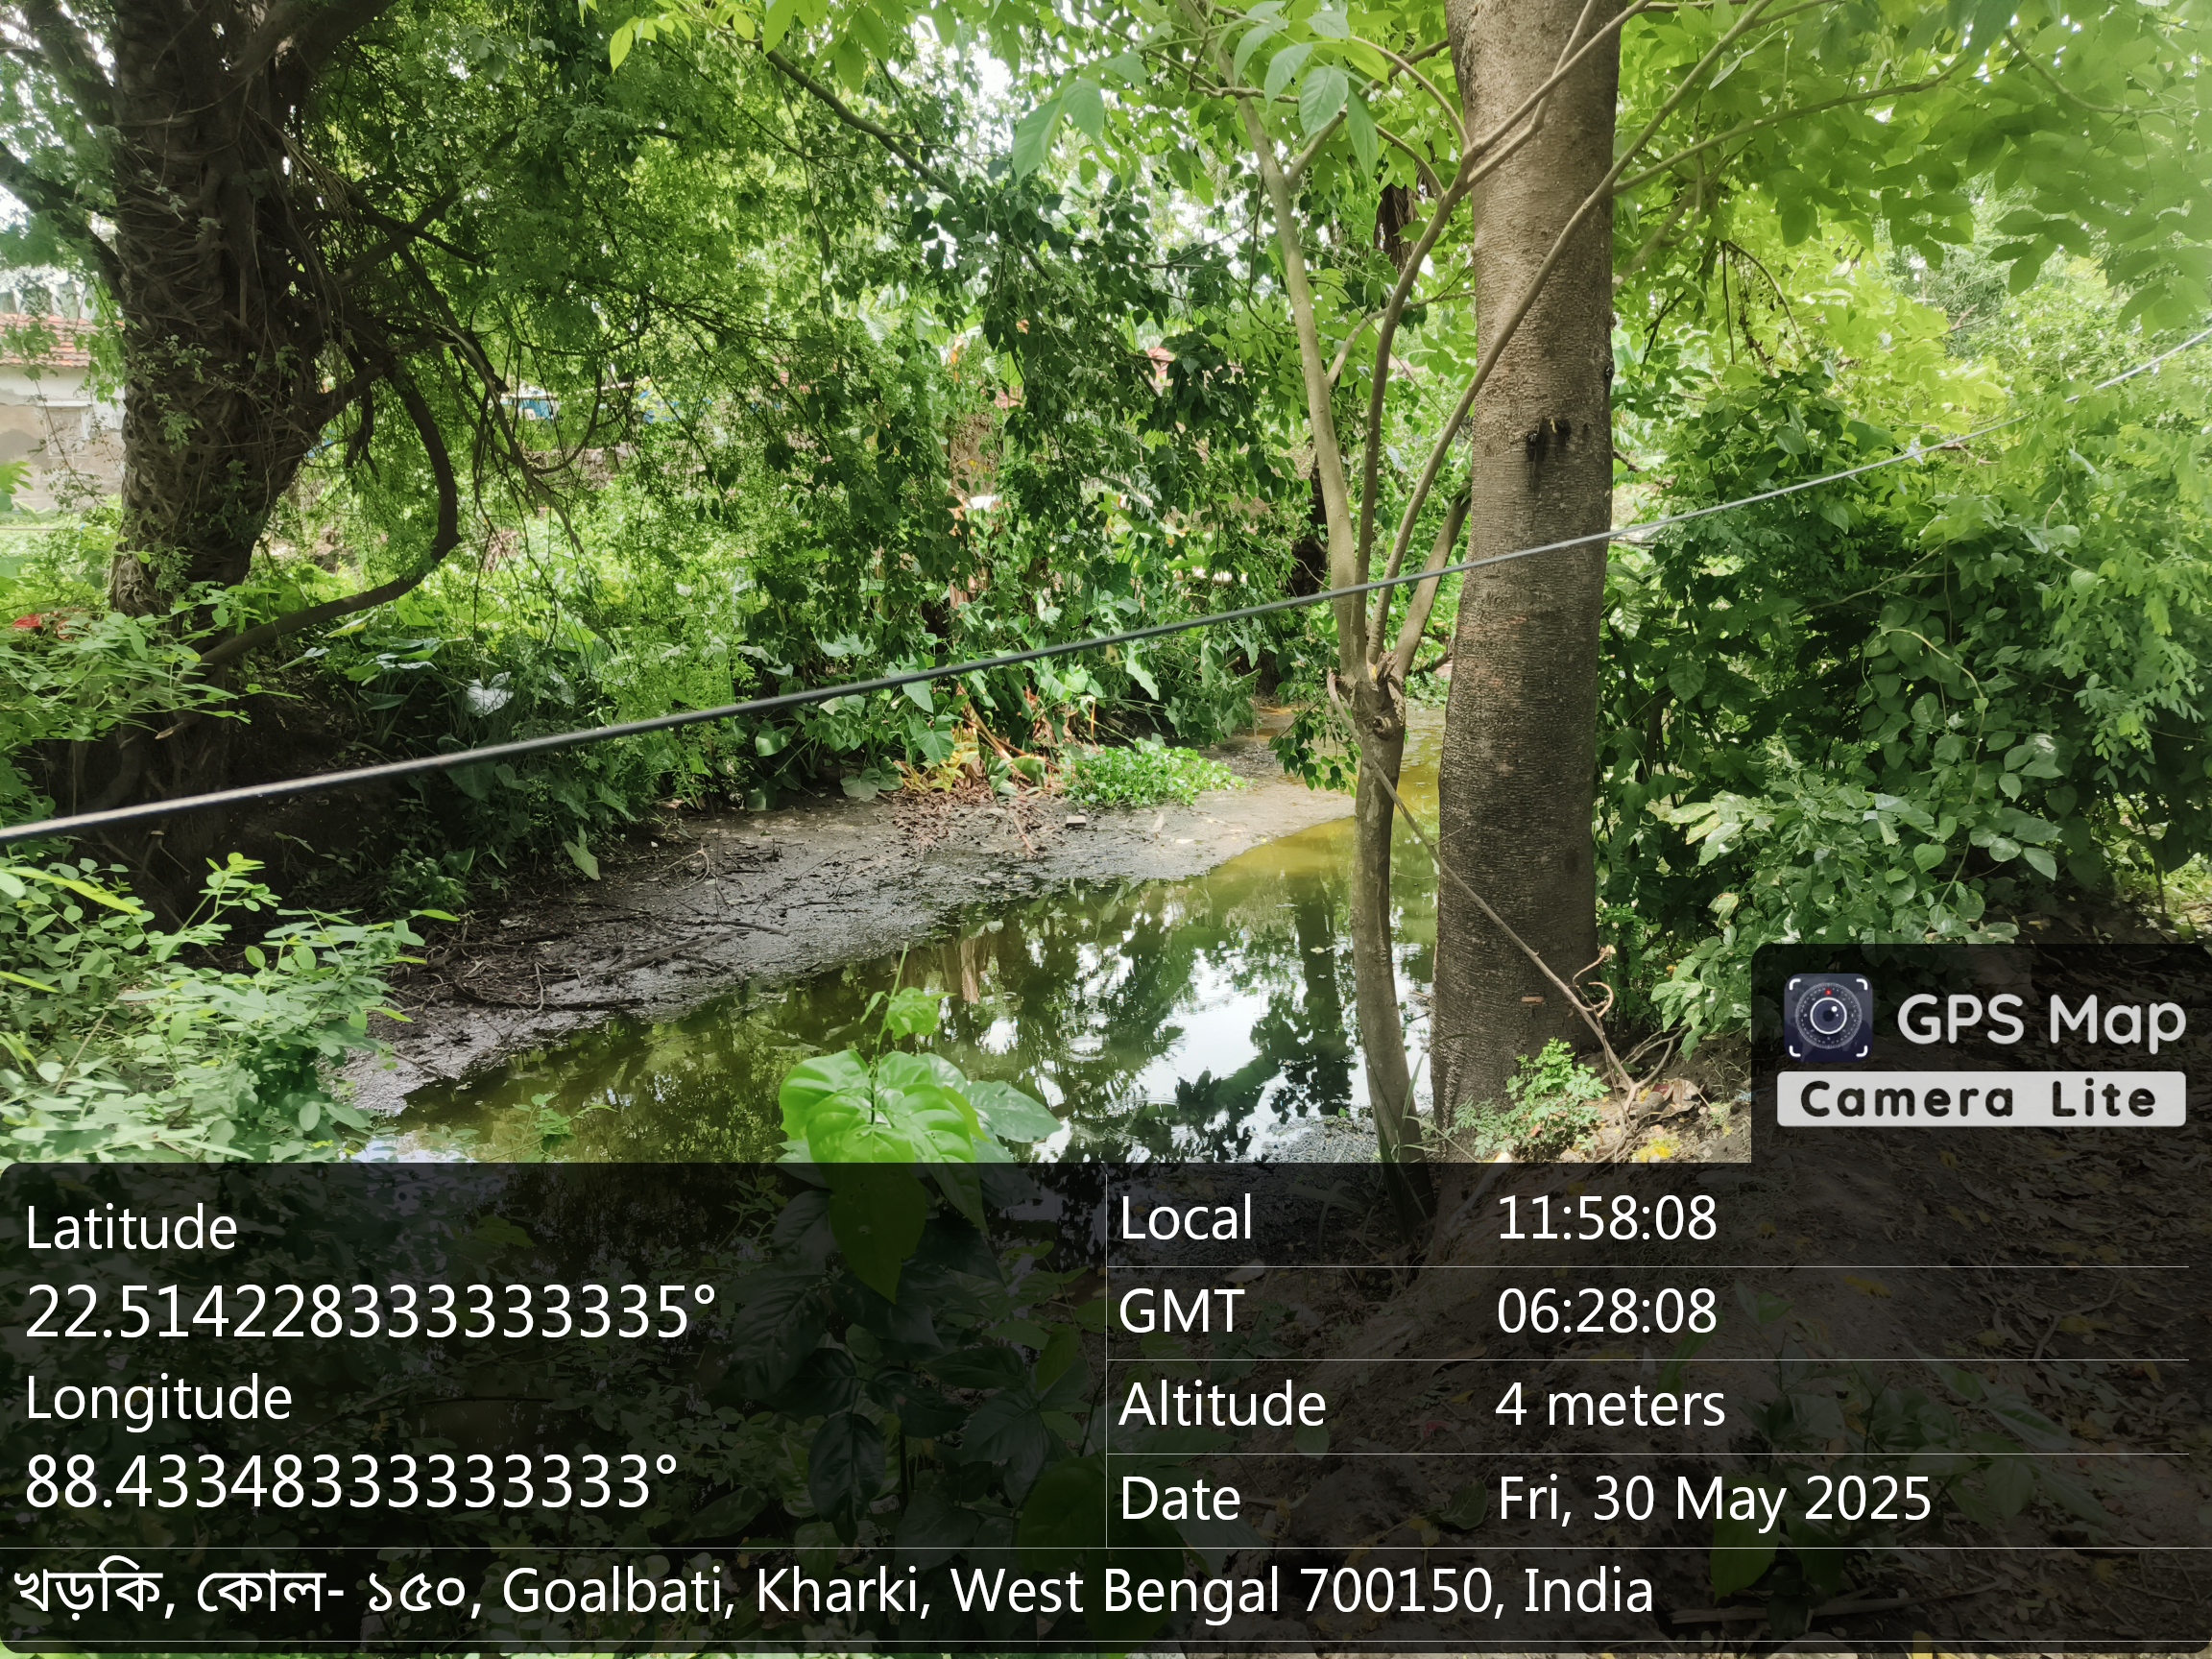 GPS Map
Camera Lite
Latitude
22.514228333333335°
Longitude
88.43348333333333°
Local 11:58:08
GMT 06:28:08
Altitude 4 meters
Date Fri, 30 May 2025
খড়কি, কোল- ১৫০, Goalbati, Kharki, West Bengal 700150, India